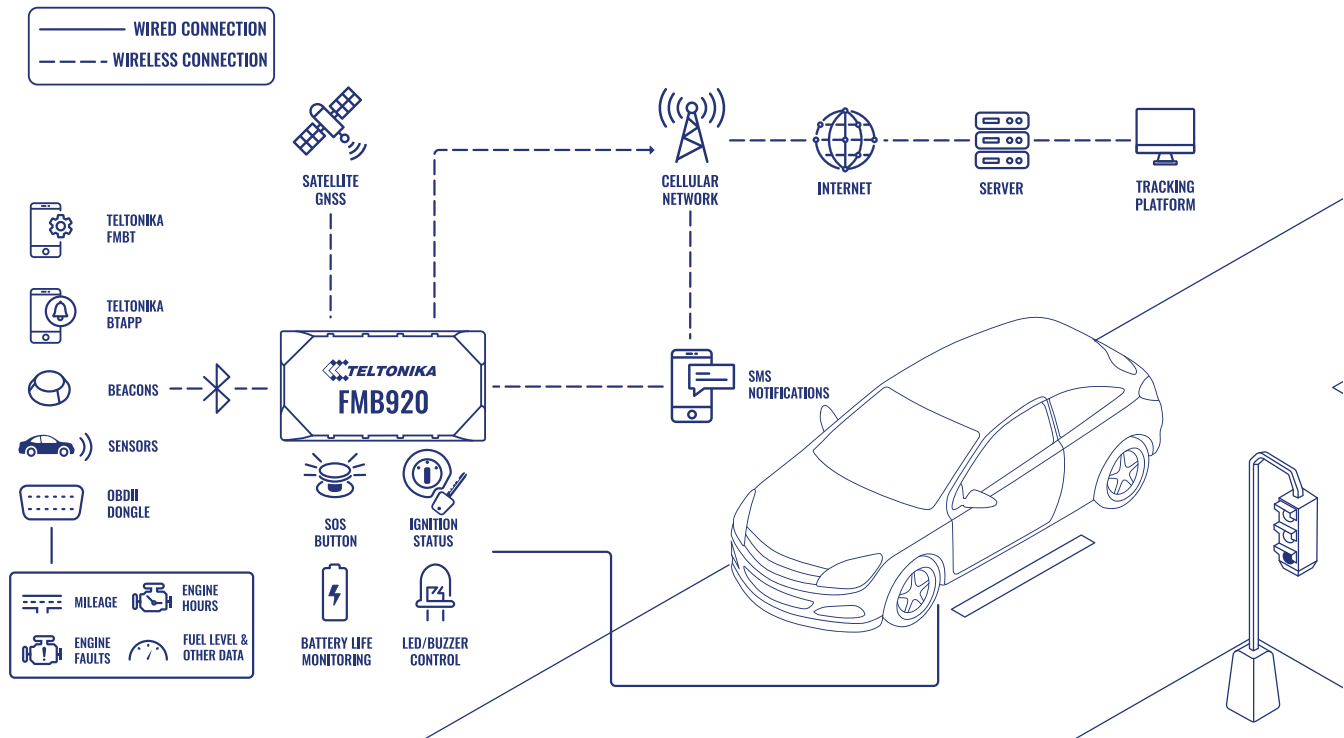 WIRED CONNECTION
WIRELESS CONNECTION
SATELLITE
GNSS
CELLULAR
NETWORK
INTERNET
SERVER
TRACKING
PLATFORM
TELTONIKA
FMBT
TELTONIKA
BTAPP
BEACONS
SENSORS
OBDII
DONGLE
TELTONIKA
FMB920
SMS
NOTIFICATIONS
SOS
BUTTON
IGNITION
STATUS
BATTERY LIFE
MONITORING
LED/BUZZER
CONTROL
MILEAGE
ENGINE
HOURS
ENGINE
FAULTS
FUEL LEVEL &
OTHER DATA